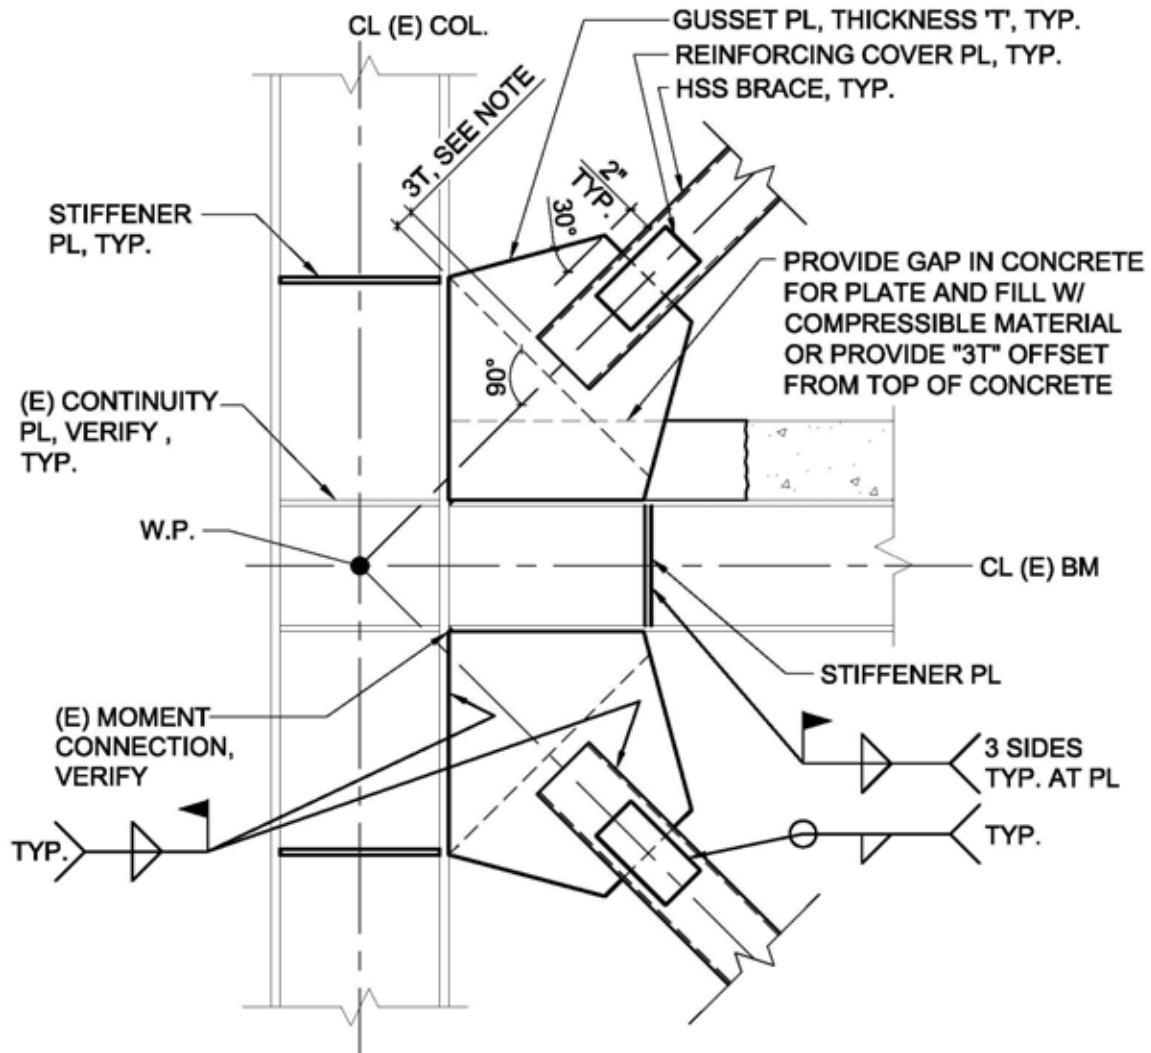 CL (E) COL.
GUSSET PL, THICKNESS 'T', TYP.
REINFORCING COVER PL, TYP.
HSS BRACE, TYP.
3T, SEE NOTE
2"
TYP.
30°
STIFFENER
PL, TYP.
PROVIDE GAP IN CONCRETE
FOR PLATE AND FILL W/
COMPRESSIBLE MATERIAL
OR PROVIDE "3T" OFFSET
FROM TOP OF CONCRETE
90°
(E) CONTINUITY
PL, VERIFY ,
TYP.
W.P.
CL (E) BM
STIFFENER PL
(E) MOMENT
CONNECTION,
VERIFY
3 SIDES
TYP. AT PL
TYP.
TYP.